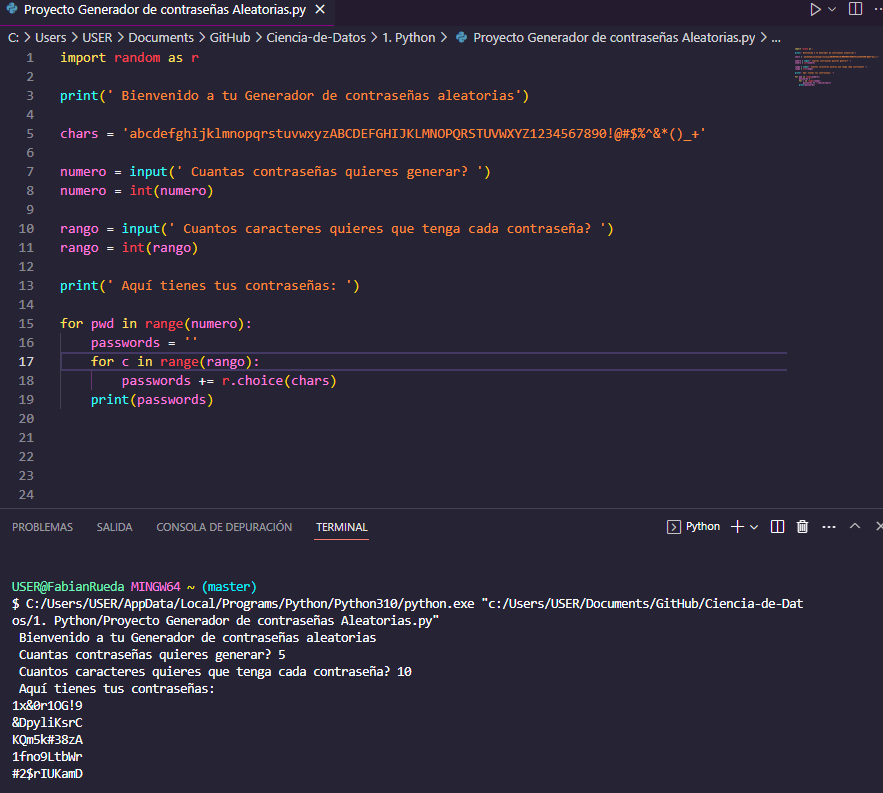 Proyecto Generador de contraseñas Aleatorias.py
C: > Users > USER > Documents > GitHub > Ciencia-de-Datos > 1. Python > Proyecto Generador de contraseñas Aleatorias.py > ...
1 import random as r
2
3 print(' Bienvenido a tu Generador de contraseñas aleatorias')
4
5 chars = 'abcdefghijklmnopqrstuvwxyzABCDEFGHIJKLMNOPQRSTUVWXYZ1234567890!@#$%^&*()_+'
6
7 numero = input(' Cuantas contraseñas quieres generar? ')
8 numero = int(numero)
9
10 rango = input(' Cuantos caracteres quieres que tenga cada contraseña? ')
11 rango = int(rango)
12
13 print(' Aquí tienes tus contraseñas: ')
14
15 for pwd in range(numero):
16     passwords = ''
17     for c in range(rango):
18         passwords += r.choice(chars)
19     print(passwords)
20
21
22
23
24
PROBLEMAS SALIDA CONSOLA DE DEPURACIÓN TERMINAL Python
USER@FabianRueda MINGW64 ~ (master)
$ C:/Users/USER/AppData/Local/Programs/Python/Python310/python.exe "c:/Users/USER/Documents/GitHub/Ciencia-de-Dat
os/1. Python/Proyecto Generador de contraseñas Aleatorias.py"
Bienvenido a tu Generador de contraseñas aleatorias
Cuantas contraseñas quieres generar? 5
Cuantos caracteres quieres que tenga cada contraseña? 10
Aquí tienes tus contraseñas:
1x&0r1OG!9
&DpyliKsrC
KQm5k#38zA
1fno9LtbWr
#2$rIUKamD